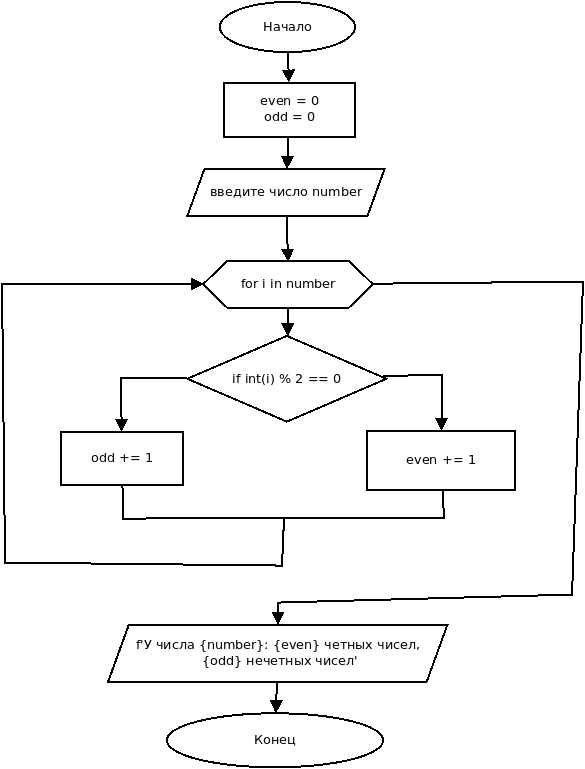 Начало
even = 0
odd = 0
введите число number
for i in number
if int(i) % 2 == 0
odd += 1
even += 1
f'У числа {number}: {even} четных чисел,
{odd} нечетных чисел'
Конец